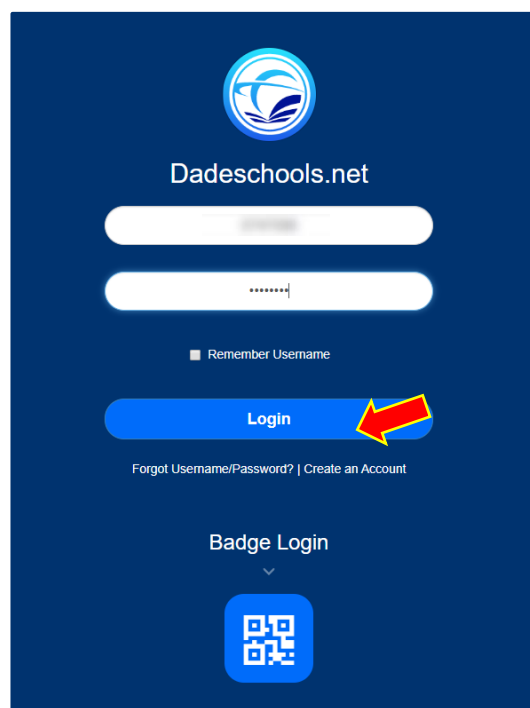 Dadeschools.net
••••••••
Remember Username
Login
Forgot Username/Password? | Create an Account
Badge Login